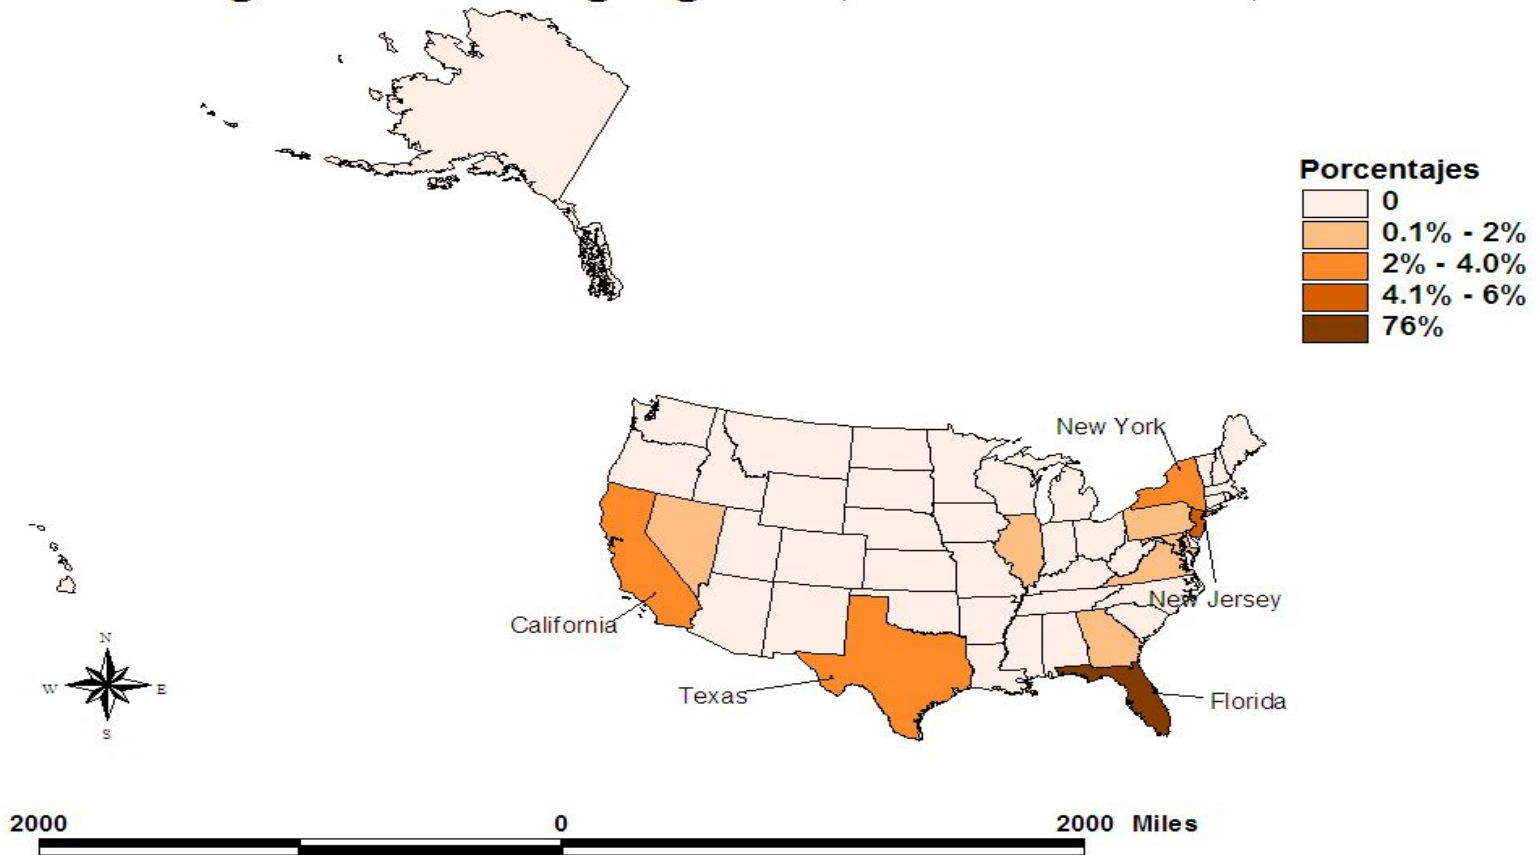 Porcentajes
0
0.1% - 2%
2% - 4.0%
4.1% - 6%
76%
New York
New Jersey
California
Texas
Florida
N
W E
S
2000 0 2000 Miles